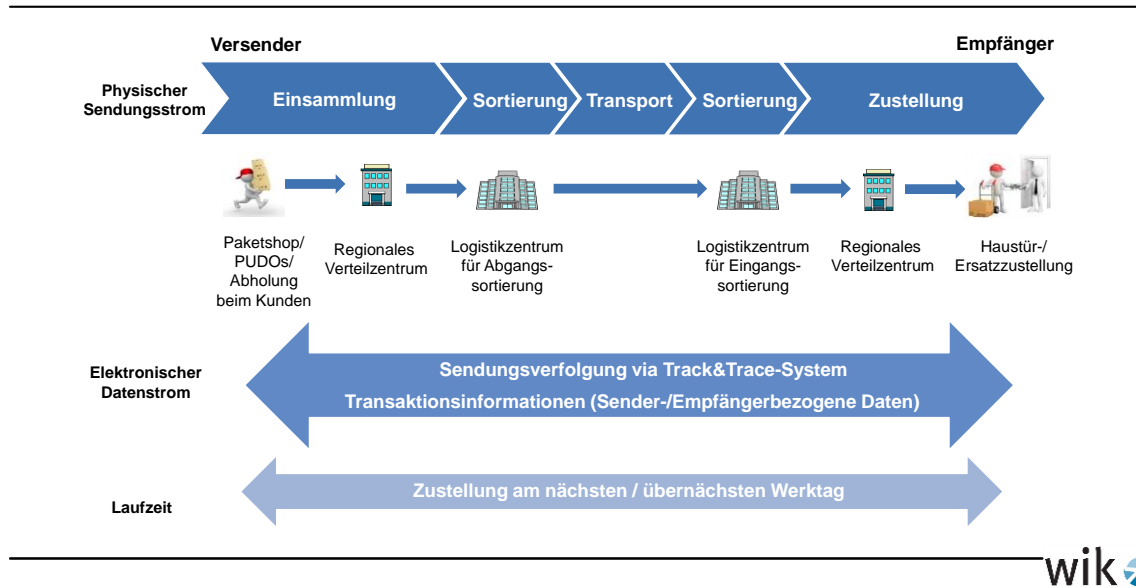 Versender
Empfänger
Physischer
Sendungsstrom
Einsammlung
Sortierung
Transport
Sortierung
Zustellung
Paketshop/
PUDOs/
Abholung
beim Kunden
Regionales
Verteilzentrum
Logistikzentrum
für Abgangs-
sortierung
Logistikzentrum
für Eingangs-
sortierung
Regionales
Verteilzentrum
Haustür-/
Ersatzzustellung
Elektronischer
Datenstrom
Sendungsverfolgung via Track&Trace-System
Transaktionsinformationen (Sender-/Empfängerbezogene Daten)
Laufzeit
Zustellung am nächsten / übernächsten Werktag
wik